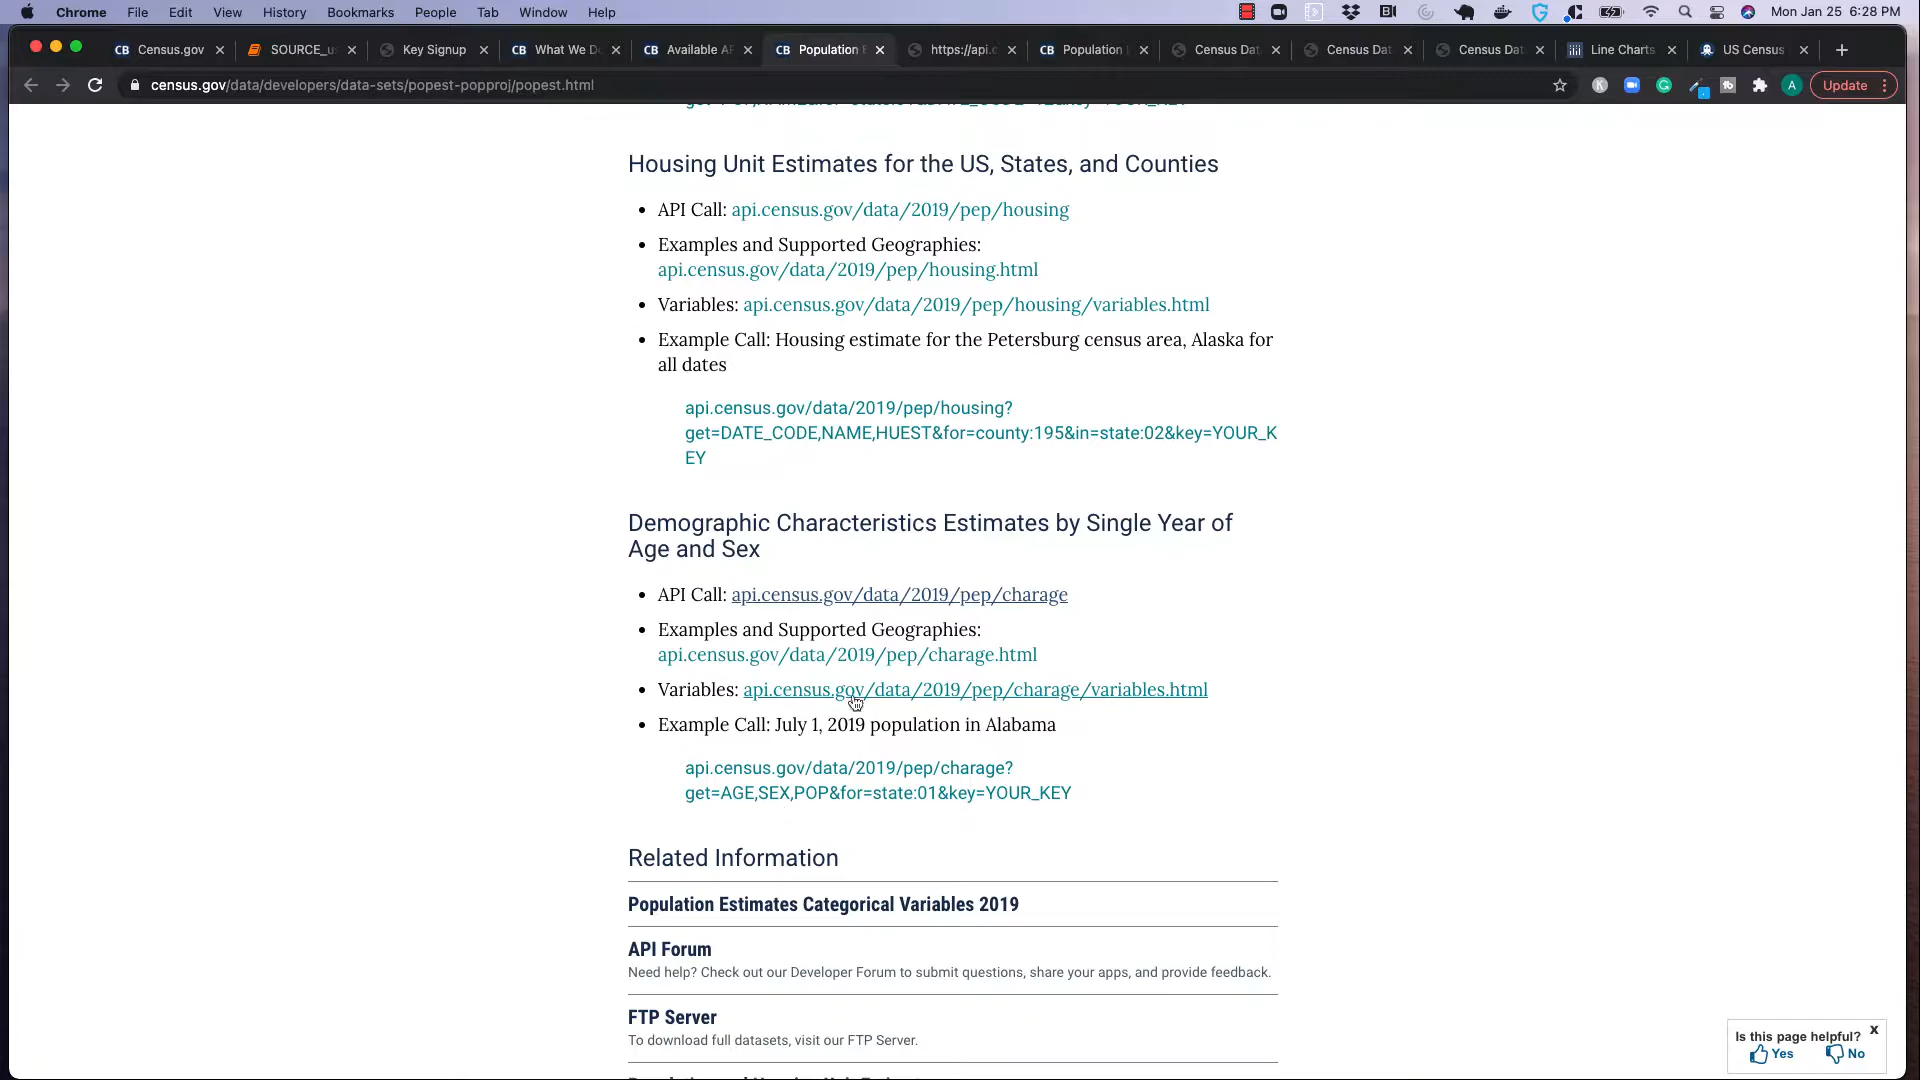 Chrome File Edit View History Bookmarks People Tab Window Help Mon Jan 25 6:28 PM
CB Census.gov SOURCE_u Key Signup CB What We D CB Available A CB Population CB https://api.c CB Population Census Dat Census Dat Census Dat Line Charts US Census
census.gov/data/developers/data-sets/popest-popproj/popest.html Update
Housing Unit Estimates for the US, States, and Counties
API Call: api.census.gov/data/2019/pep/housing
Examples and Supported Geographies:
api.census.gov/data/2019/pep/housing.html
Variables: api.census.gov/data/2019/pep/housing/variables.html
Example Call: Housing estimate for the Petersburg census area, Alaska for
all dates
api.census.gov/data/2019/pep/housing?
get=DATE_CODE,NAME,HUEST&for=county:195&in=state:02&key=YOUR_K
EY
Demographic Characteristics Estimates by Single Year of
Age and Sex
API Call: api.census.gov/data/2019/pep/charage
Examples and Supported Geographies:
api.census.gov/data/2019/pep/charage.html
Variables: api.census.gov/data/2019/pep/charage/variables.html
Example Call: July 1, 2019 population in Alabama
api.census.gov/data/2019/pep/charage?
get=AGE,SEX,POP&for=state:01&key=YOUR_KEY
Related Information
Population Estimates Categorical Variables 2019
API Forum
Need help? Check out our Developer Forum to submit questions, share your apps, and provide feedback.
FTP Server
To download full datasets, visit our FTP Server.
Is this page helpful? x
Yes No